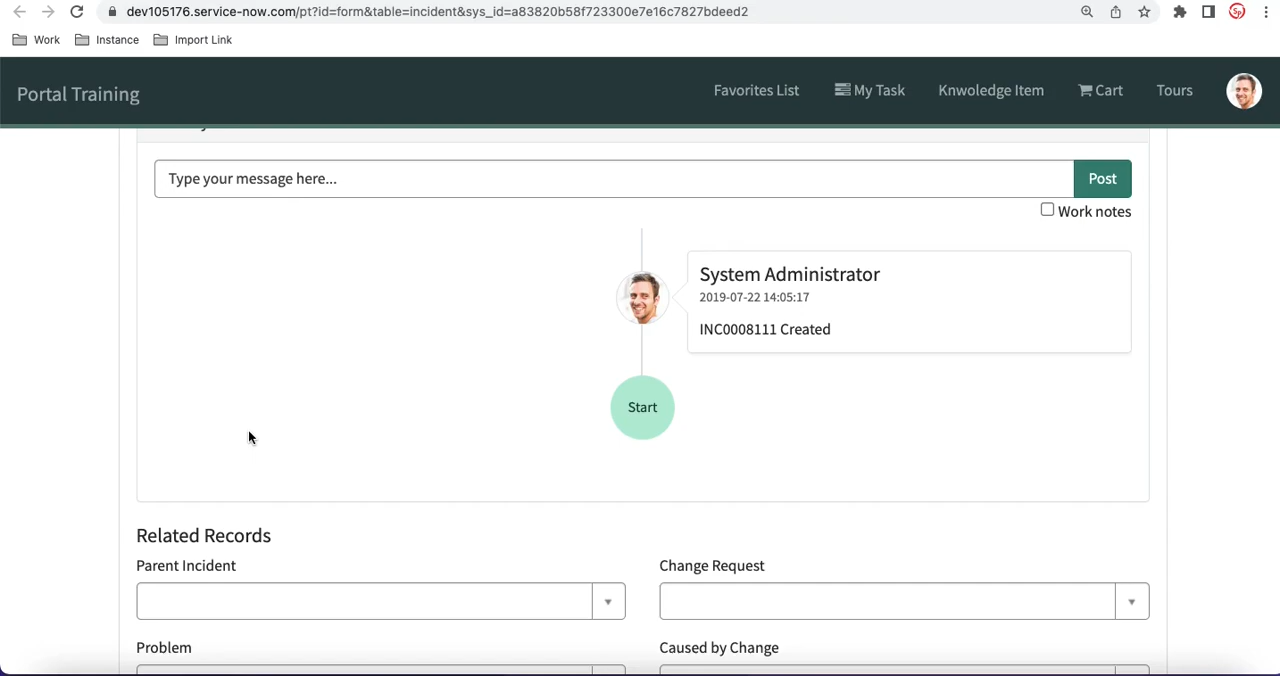 dev105176.service-now.com/pt?id=form&table=incident&sys_id=a83820b58f723300e7e16c7827bdeed2
Sp
Work Instance Import Link
Portal Training Favorites List My Task Knwoledge Item Cart Tours
Type your message here... Post
Work notes
System Administrator
2019-07-22 14:05:17
INC0008111 Created
Start
Related Records
Parent Incident Change Request
Problem Caused by Change